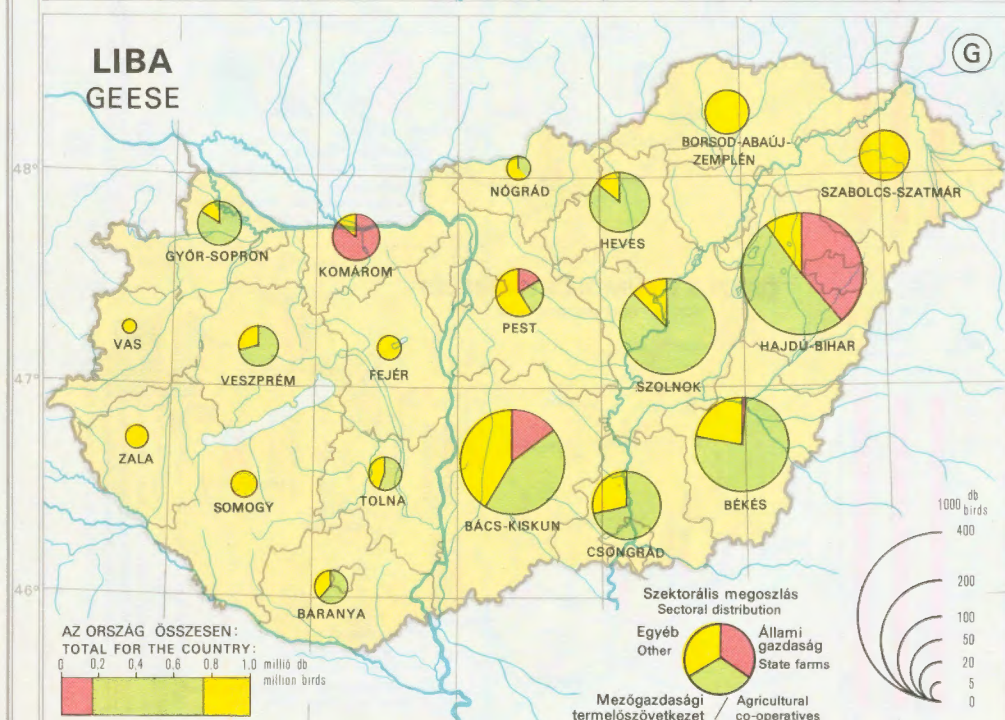 LIBA
GEESE
G
48°
47°
46°
BORSOD-ABAÚJ-
ZEMPLÉN
SZABOLCS-SZATMÁR
NÓGRÁD
HEVES
GYŐR-SOPRON
KOMÁROM
PEST
HAJDÚ-BIHAR
VAS
VESZPRÉM
FEJÉR
SZOLNOK
ZALA
SOMOGY
TOLNA
BÁCS-KISKUN
CSONGRÁD
BÉKÉS
BARANYA
AZ ORSZÁG ÖSSZESEN:
TOTAL FOR THE COUNTRY:
0 0.2 0.4 0.6 0.8 1.0 millió db
million birds
Szektorális megoszlás
Sectoral distribution
Egyéb
Other
Állami
gazdaság
State farms
Mezőgazdasági
termelőszövetkezet
Agricultural
co-operatives
1000 db
birds
400
200
100
50
20
5
0